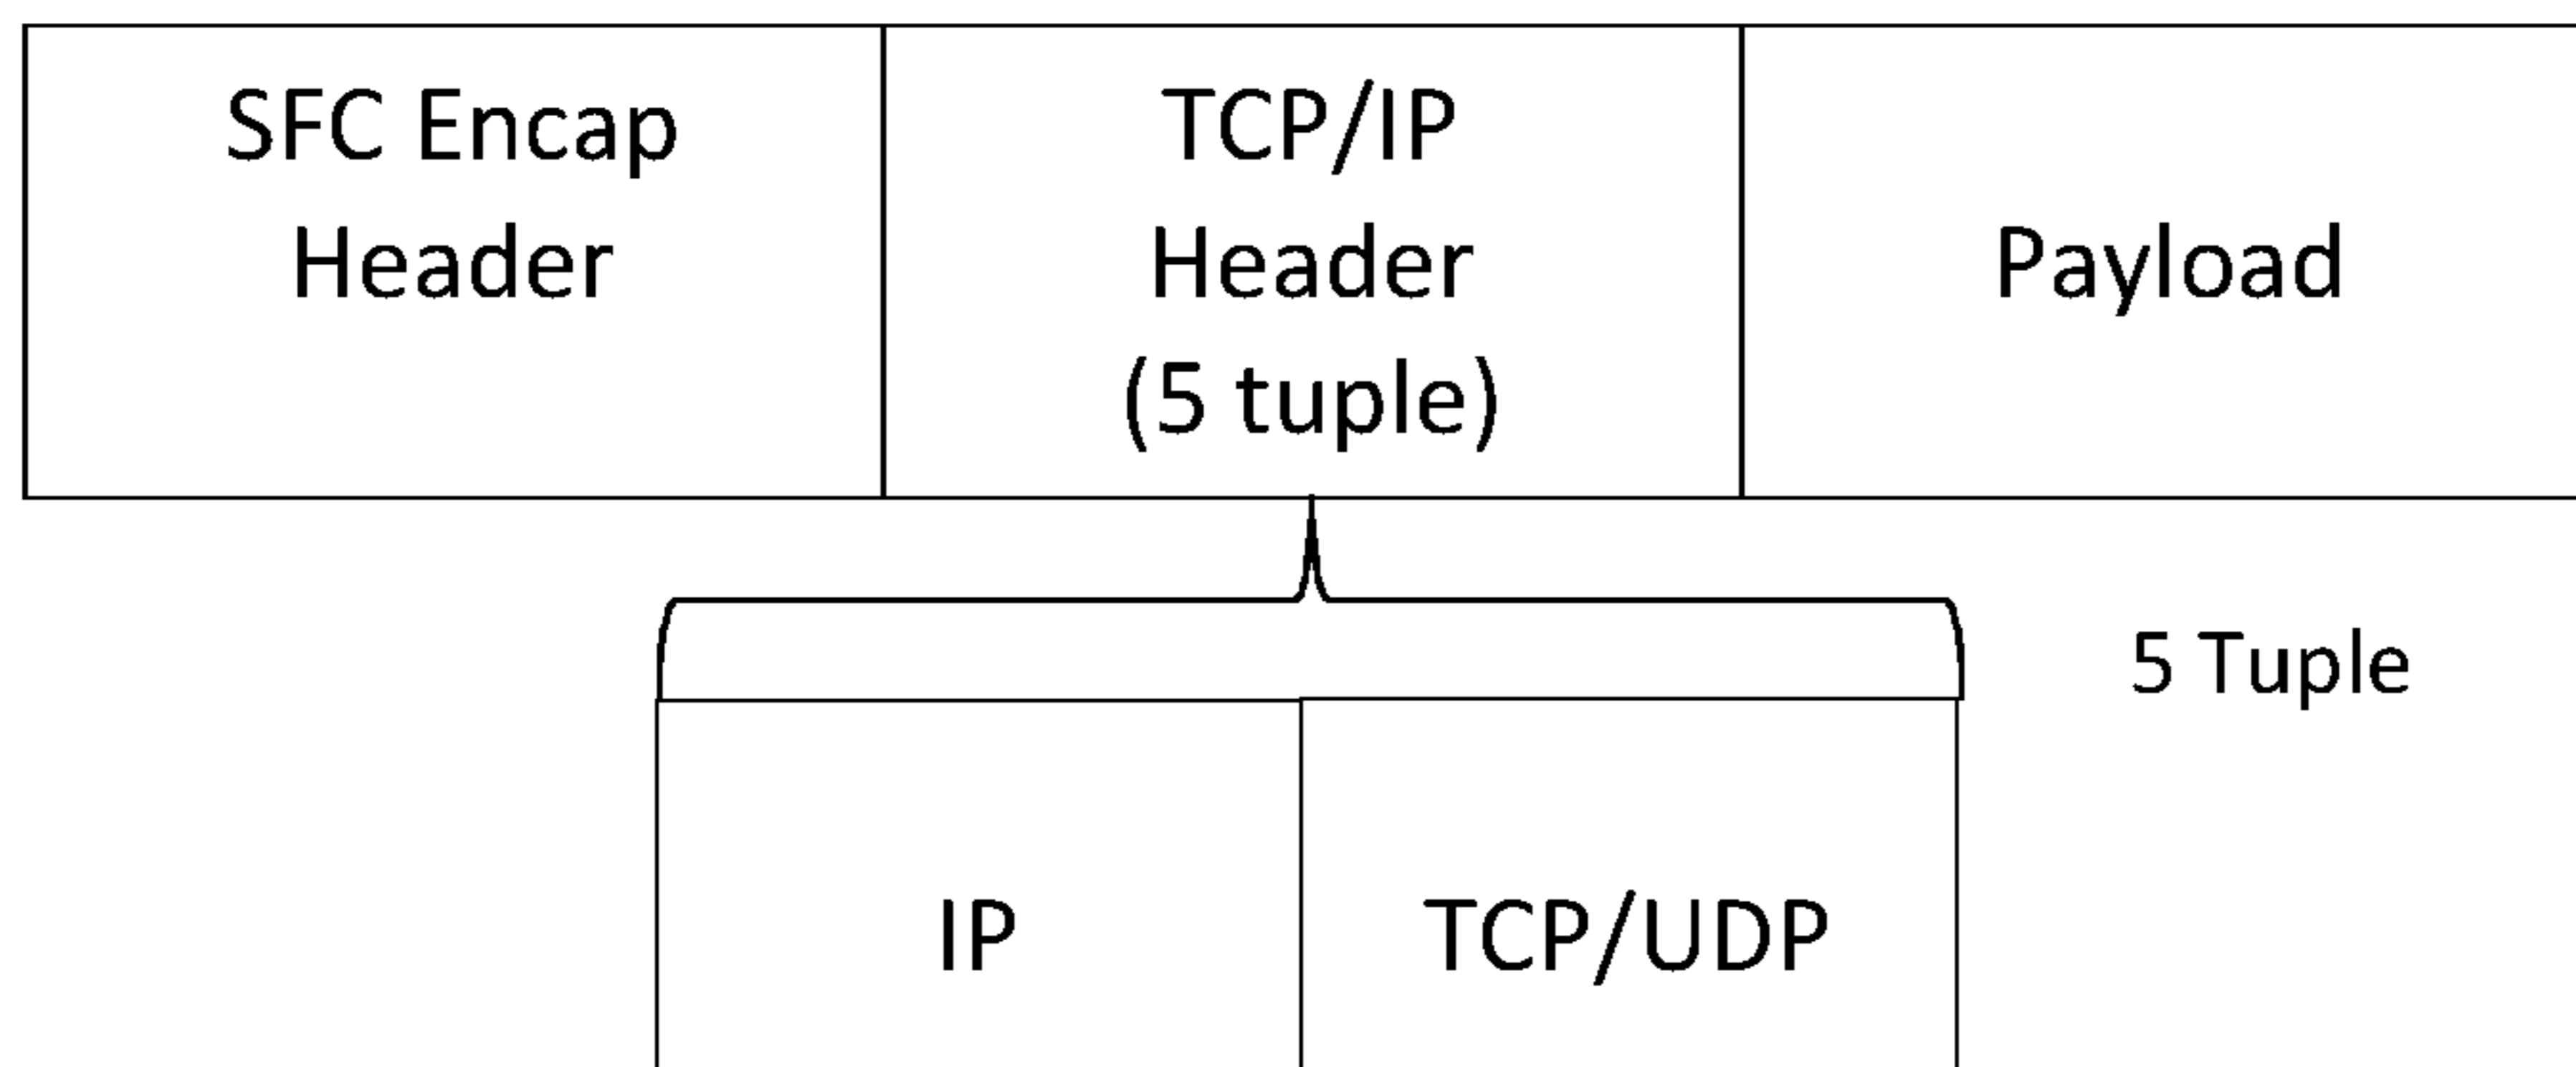 SFC Encap
Header
TCP/IP
Header
(5 tuple)
Payload
5 Tuple
IP
TCP/UDP